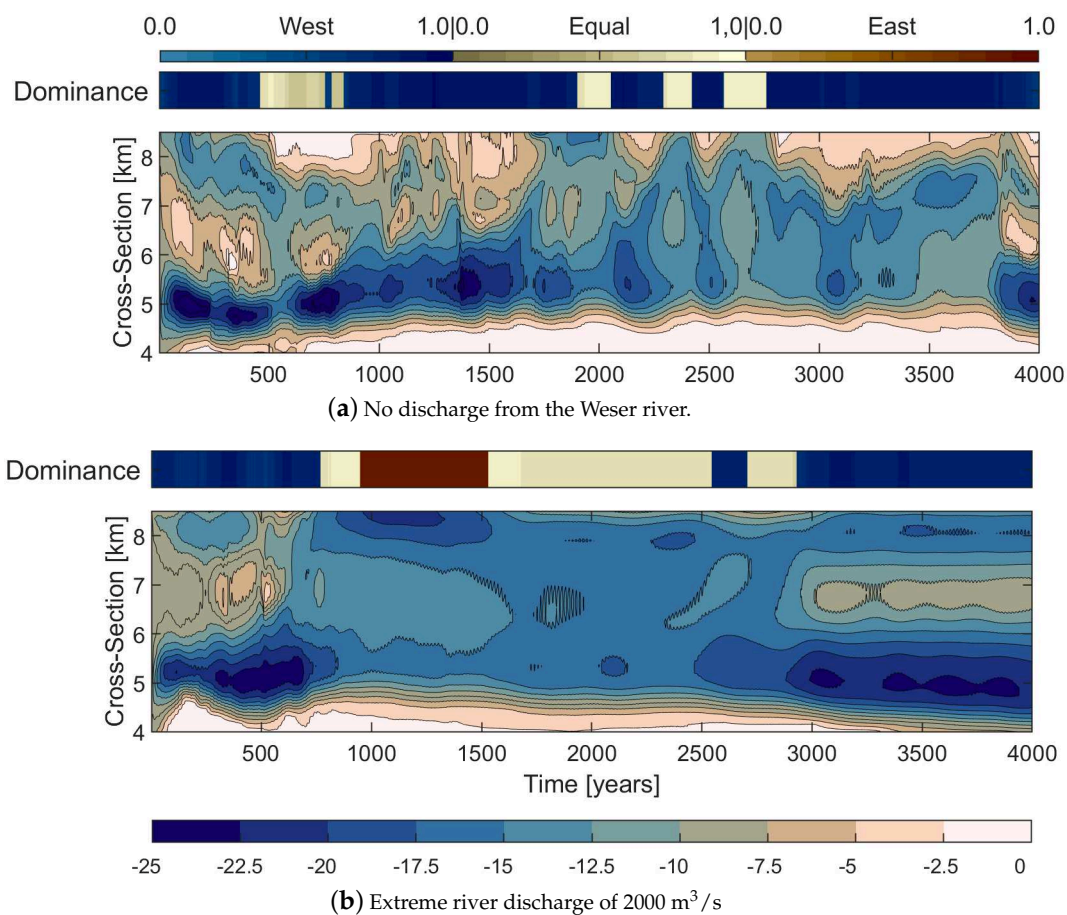 0.0 West 1.0|0.0 Equal 1,0|0.0 East 1.0
Dominance
Cross-Section [km]
8
7
6
5
4
500 1000 1500 2000 2500 3000 3500 4000
(a) No discharge from the Weser river.
Dominance
Cross-Section [km]
8
7
6
5
4
500 1000 1500 2000 2500 3000 3500 4000
Time [years]
-25 -22.5 -20 -17.5 -15 -12.5 -10 -7.5 -5 -2.5 0
(b) Extreme river discharge of 2000 m³/s